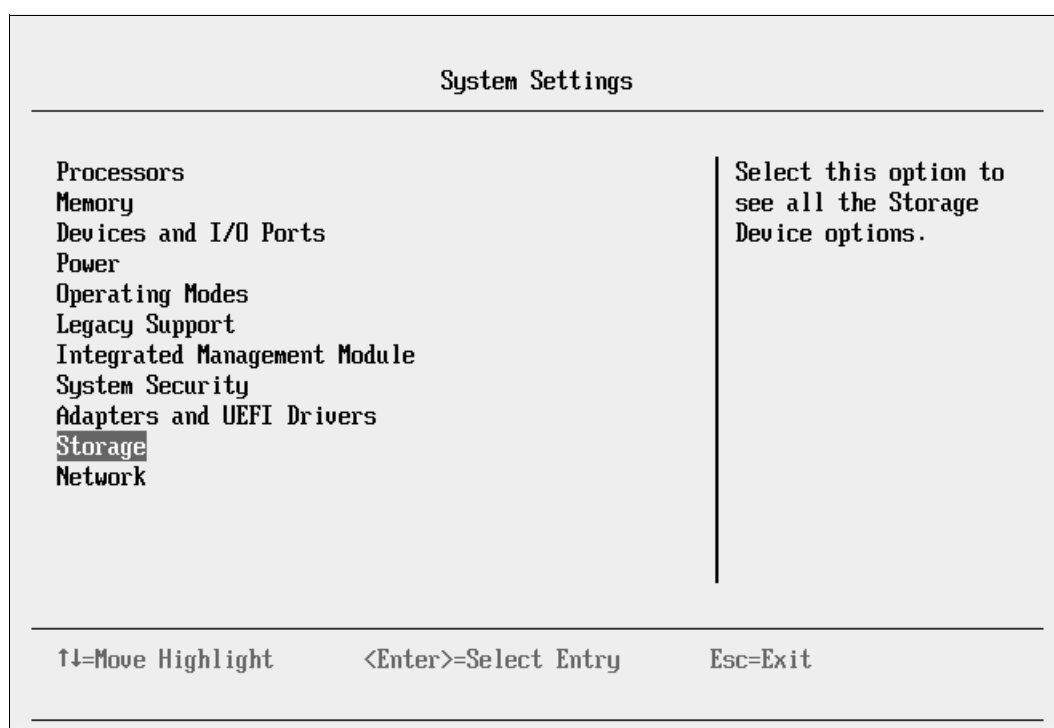 System Settings
Processors
Memory
Devices and I/O Ports
Power
Operating Modes
Legacy Support
Integrated Management Module
System Security
Adapters and UEFI Drivers
Storage
Network
Select this option to
see all the Storage
Device options.
↑↓=Move Highlight <Enter>=Select Entry Esc=Exit